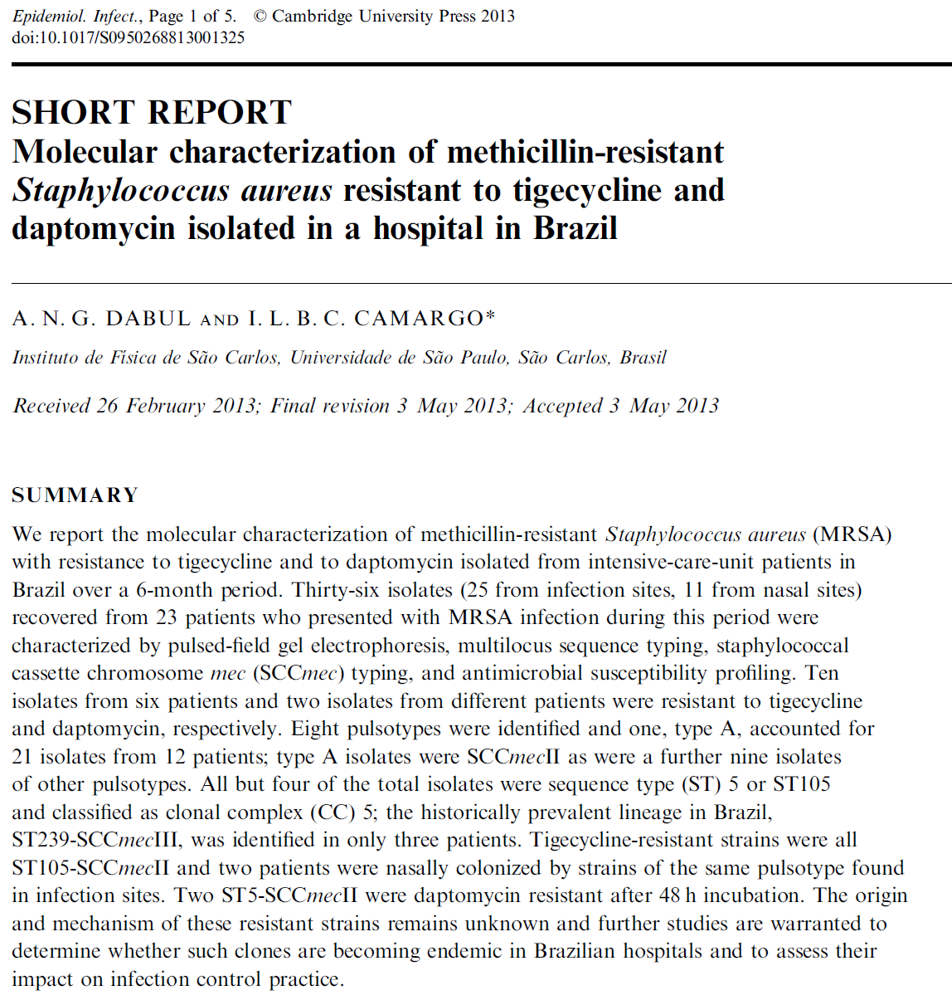 Epidemiol. Infect., Page 1 of 5. © Cambridge University Press 2013
doi:10.1017/S0950268813001325
SHORT REPORT
Molecular characterization of methicillin-resistant
Staphylococcus aureus resistant to tigecycline and
daptomycin isolated in a hospital in Brazil
A. N. G. DABUL AND I. L. B. C. CAMARGO*
Instituto de Física de São Carlos, Universidade de São Paulo, São Carlos, Brasil
Received 26 February 2013; Final revision 3 May 2013; Accepted 3 May 2013
SUMMARY
We report the molecular characterization of methicillin-resistant Staphylococcus aureus (MRSA)
with resistance to tigecycline and to daptomycin isolated from intensive-care-unit patients in
Brazil over a 6-month period. Thirty-six isolates (25 from infection sites, 11 from nasal sites)
recovered from 23 patients who presented with MRSA infection during this period were
characterized by pulsed-field gel electrophoresis, multilocus sequence typing, staphylococcal
cassette chromosome mec (SCCmec) typing, and antimicrobial susceptibility profiling. Ten
isolates from six patients and two isolates from different patients were resistant to tigecycline
and daptomycin, respectively. Eight pulsotypes were identified and one, type A, accounted for
21 isolates from 12 patients; type A isolates were SCCmecII as were a further nine isolates
of other pulsotypes. All but four of the total isolates were sequence type (ST) 5 or ST105
and classified as clonal complex (CC) 5; the historically prevalent lineage in Brazil,
ST239-SCCmecIII, was identified in only three patients. Tigecycline-resistant strains were all
ST105-SCCmecII and two patients were nasally colonized by strains of the same pulsotype found
in infection sites. Two ST5-SCCmecII were daptomycin resistant after 48 h incubation. The origin
and mechanism of these resistant strains remains unknown and further studies are warranted to
determine whether such clones are becoming endemic in Brazilian hospitals and to assess their
impact on infection control practice.